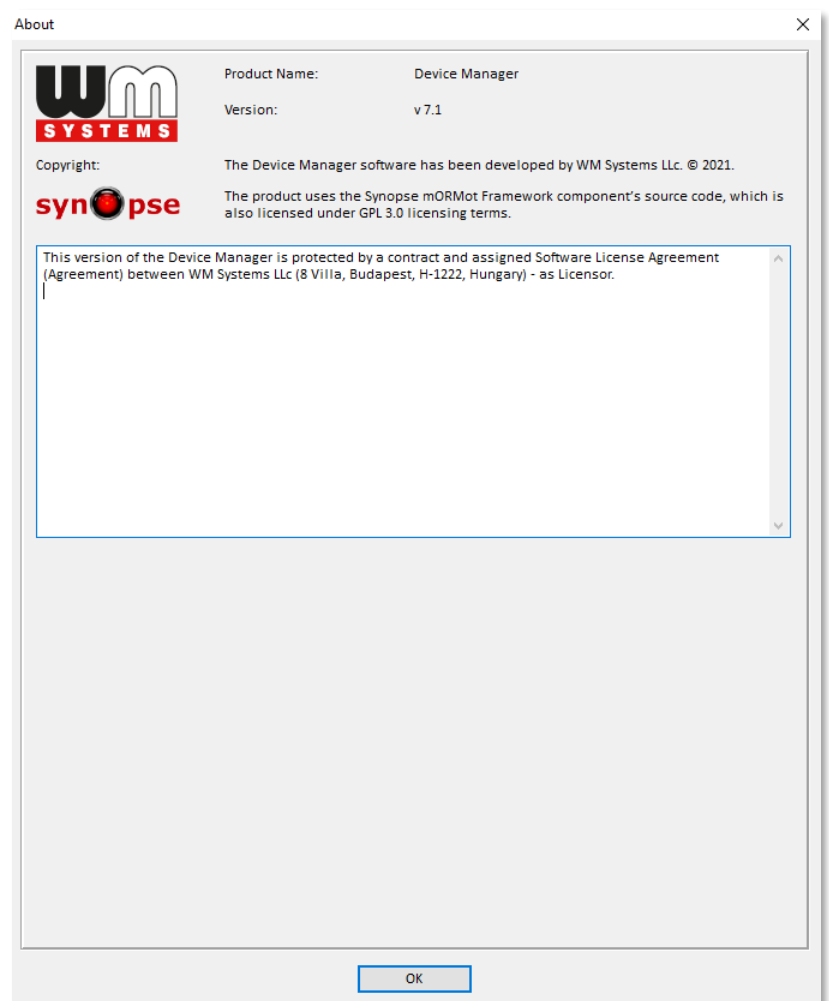 About
WM
SYSTEMS
Product Name: Device Manager
Version: v 7.1
Copyright: The Device Manager software has been developed by WM Systems LLc. © 2021.
synopse
The product uses the Synopse mORMot Framework component's source code, which is
also licensed under GPL 3.0 licensing terms.
This version of the Device Manager is protected by a contract and assigned Software License Agreement
(Agreement) between WM Systems LLc (8 Villa, Budapest, H-1222, Hungary) - as Licensor.
OK